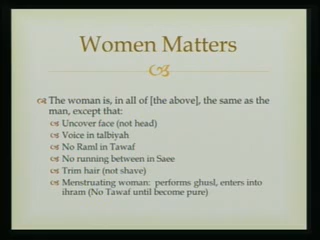 Women Matters
The woman is, in all of [the above], the same as the
man, except that:
Uncover face (not head)
Voice in talbiyah
No Raml in Tawaf
No running between in Saee
Trim hair (not shave)
Menstruating woman: performs ghusl, enters into
ihram (No Tawaf until become pure)